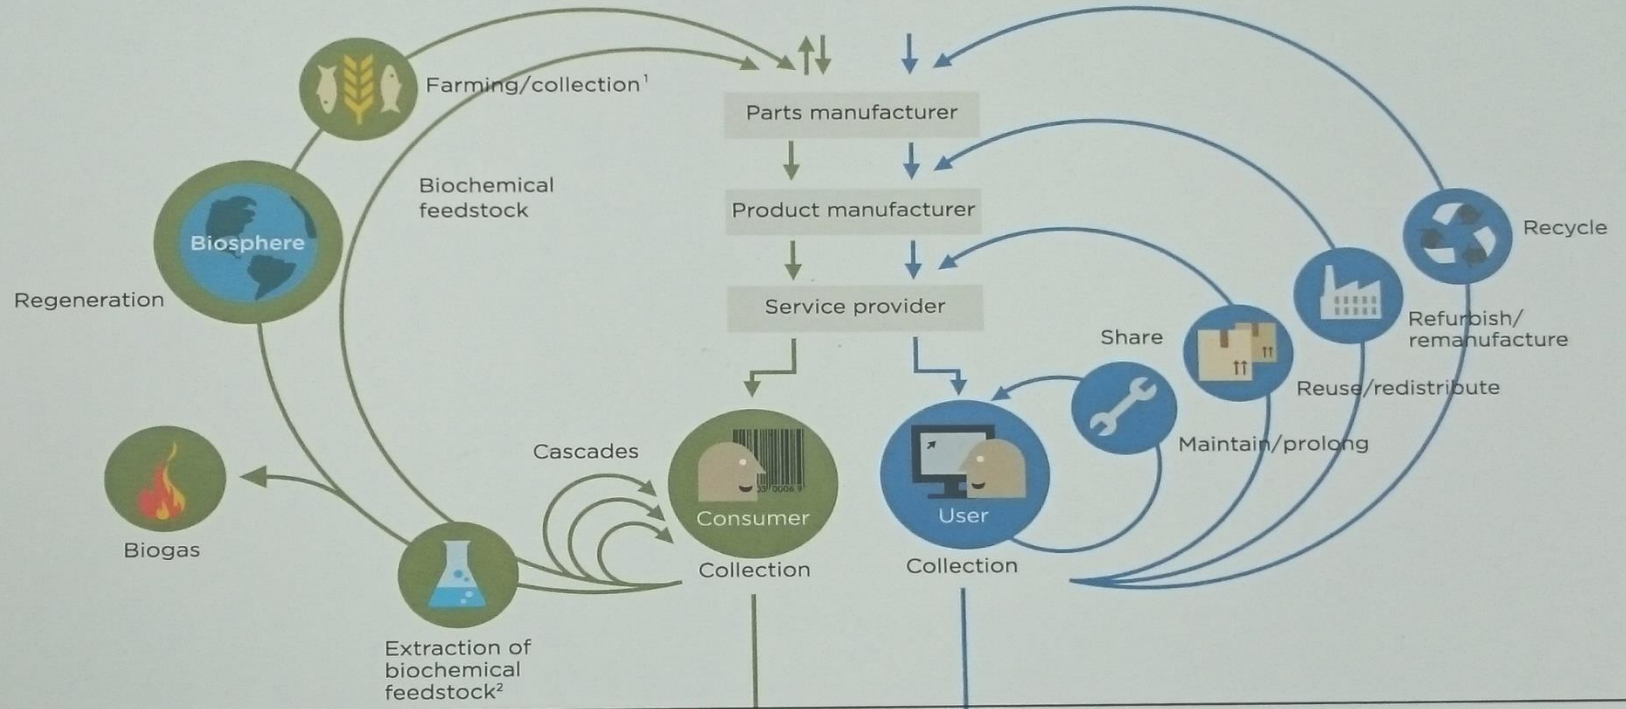 Farming/collection¹
Parts manufacturer
Biochemical
feedstock
Product manufacturer
Biosphere
Recycle
Regeneration
Service provider
Refurbish/
remanufacture
Share
Reuse/redistribute
Maintain/prolong
Cascades
Consumer
User
Biogas
Collection
Collection
Extraction of
biochemical
feedstock²